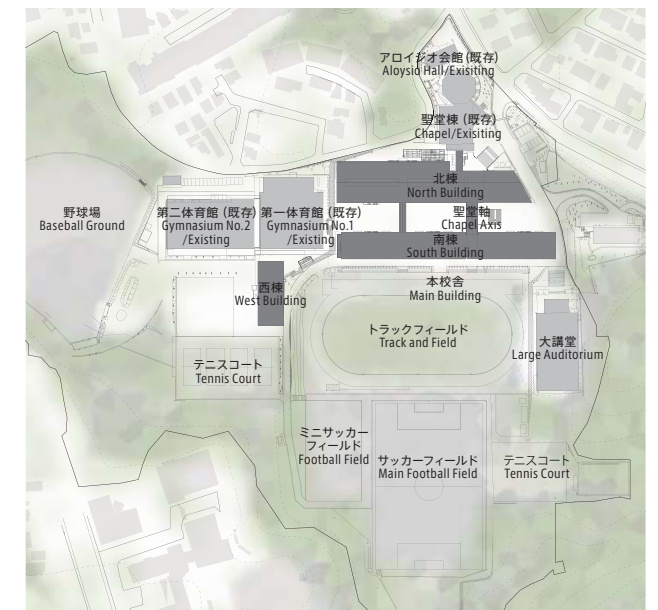 アロイジオ会館 (既存)
Aloysio Hall/Exisiting
聖堂棟 (既存)
Chapel/Exisiting
北棟
North Building
野球場
Baseball Ground
第二体育館 (既存)
Gymnasium No.2
/Existing
第一体育館 (既存)
Gymnasium No.1
/Existing
聖堂軸
Chapel Axis
南棟
South Building
西棟
West Building
本校舎
Main Building
トラックフィールド
Track and Field
大講堂
Large Auditorium
テニスコート
Tennis Court
ミニサッカー
フィールド
Football Field
サッカーフィールド
Main Football Field
テニスコート
Tennis Court